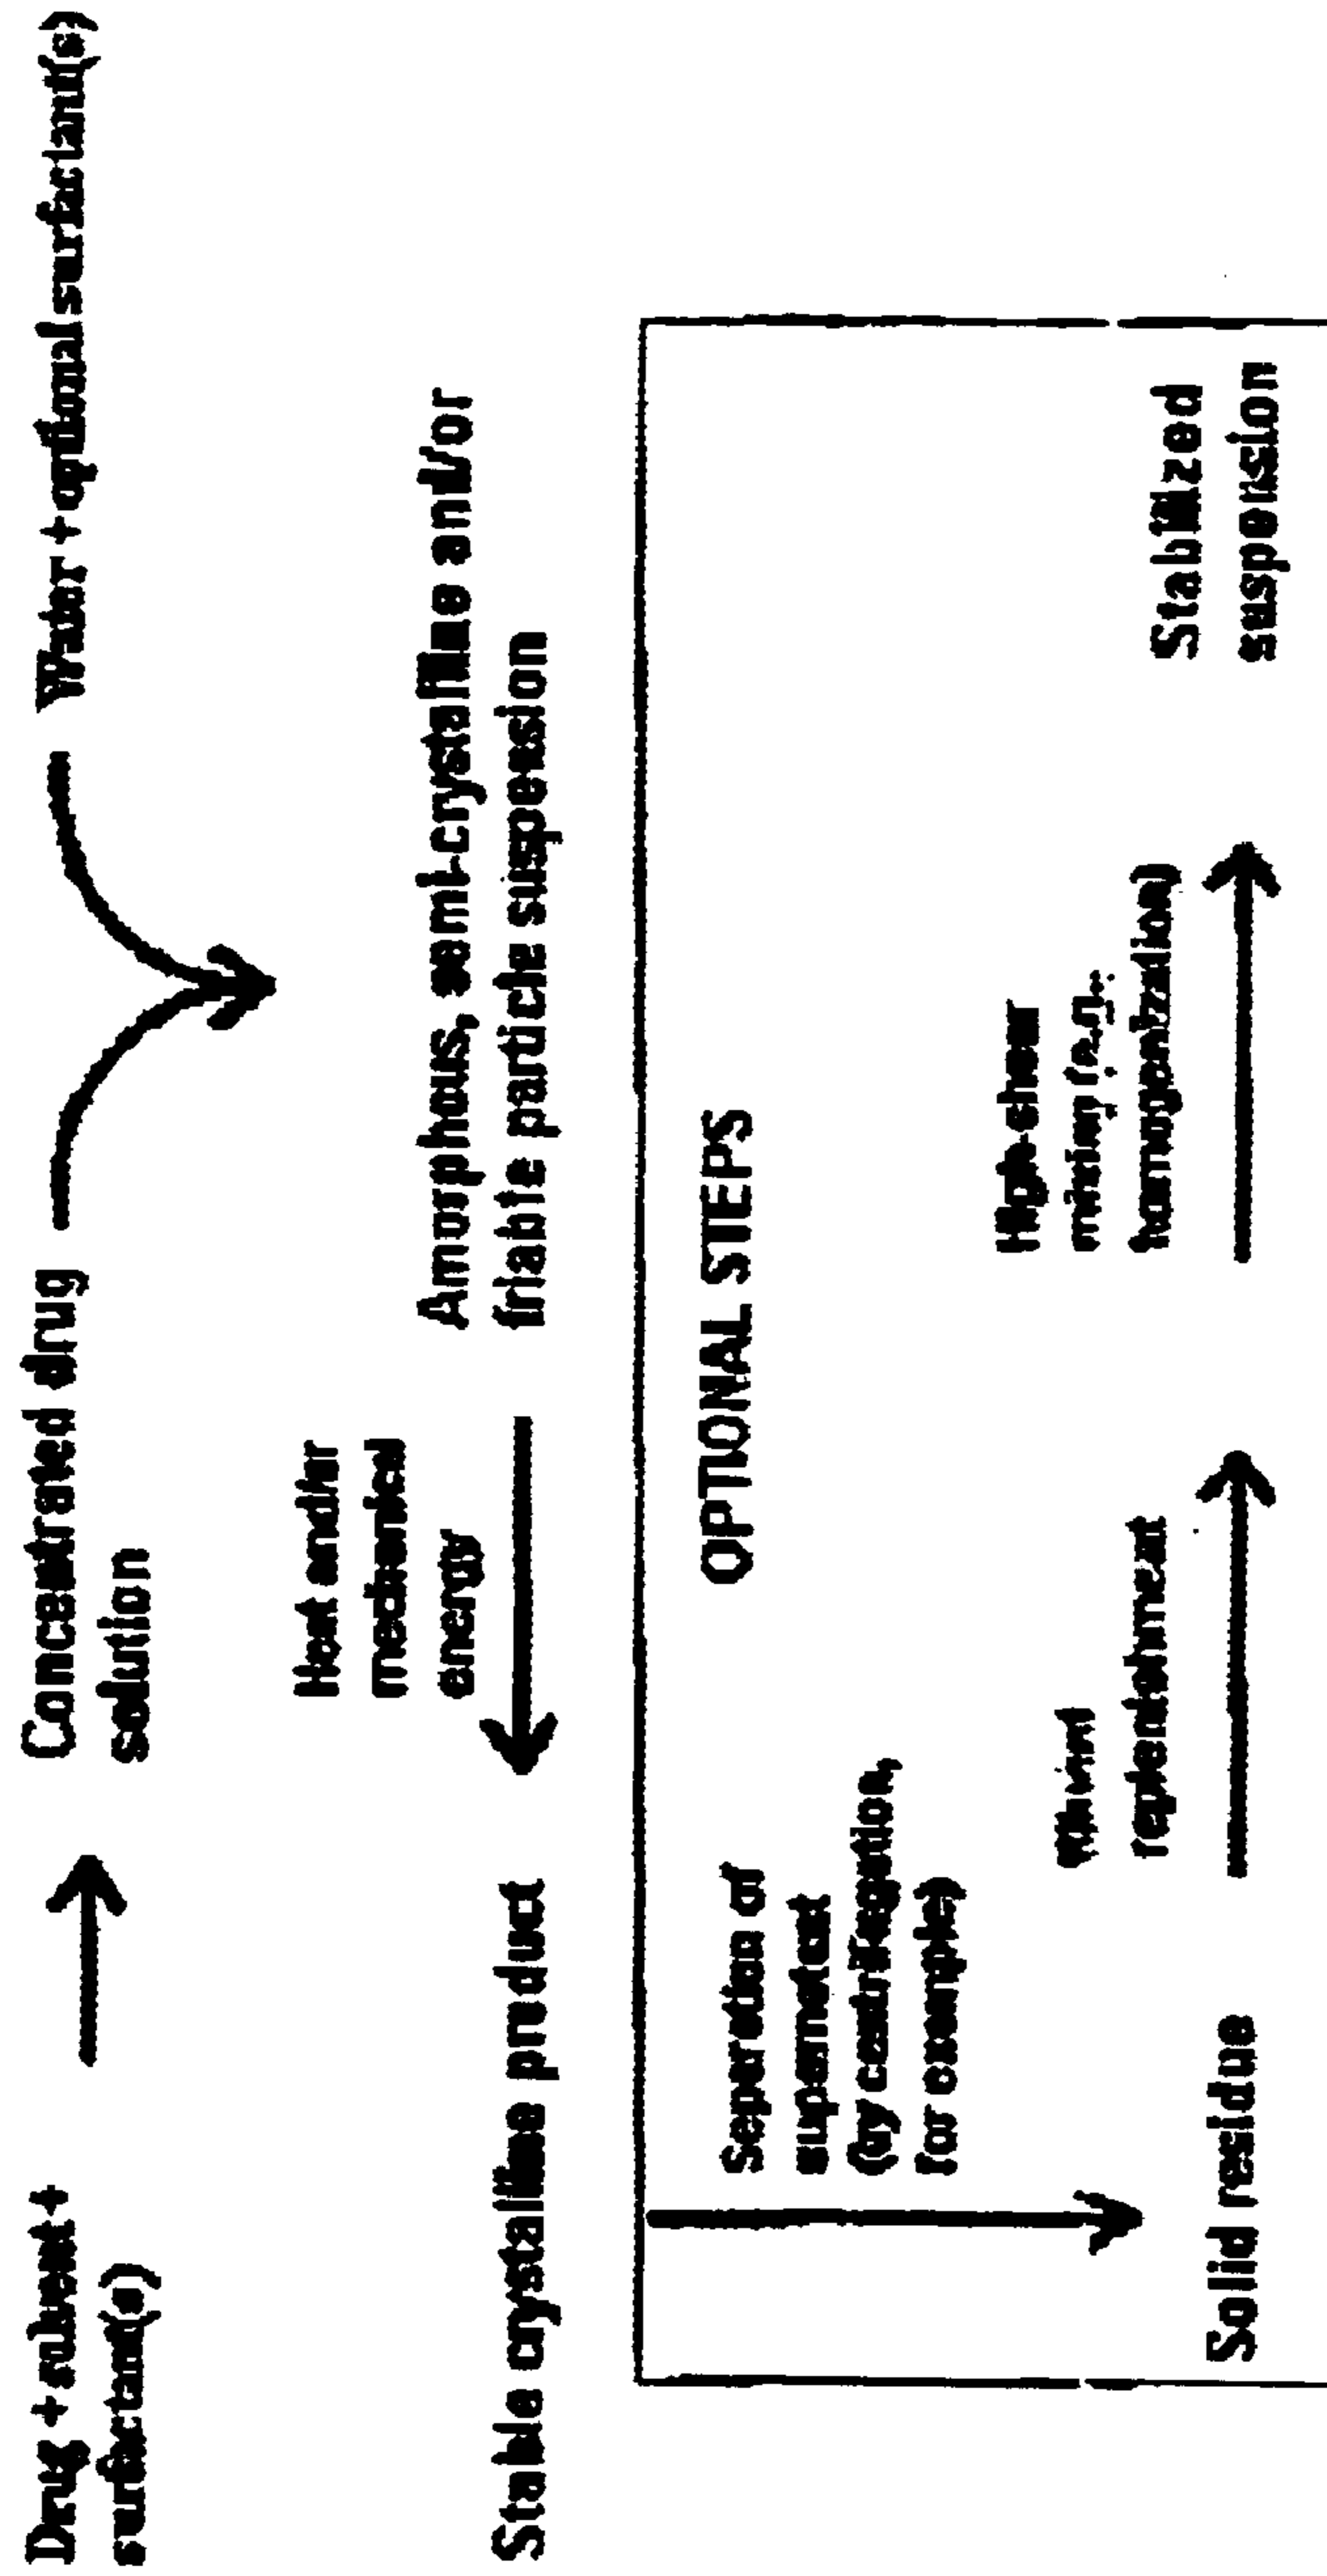 Drug + solvent +
surfactant(s)
Concentrated drug
solution
Water + optional surfactant(s)
Amorphous, semi-crystalline and/or
friable particle suspension
Heat and/or
mechanical
energy
Stable crystalline product
OPTIONAL STEPS
Separation of
supernatant
(by centrifugation,
for example)
Solid residue
replenishment
High-shear
mixing (e.g.,
homogenization)
Stabilized
suspension